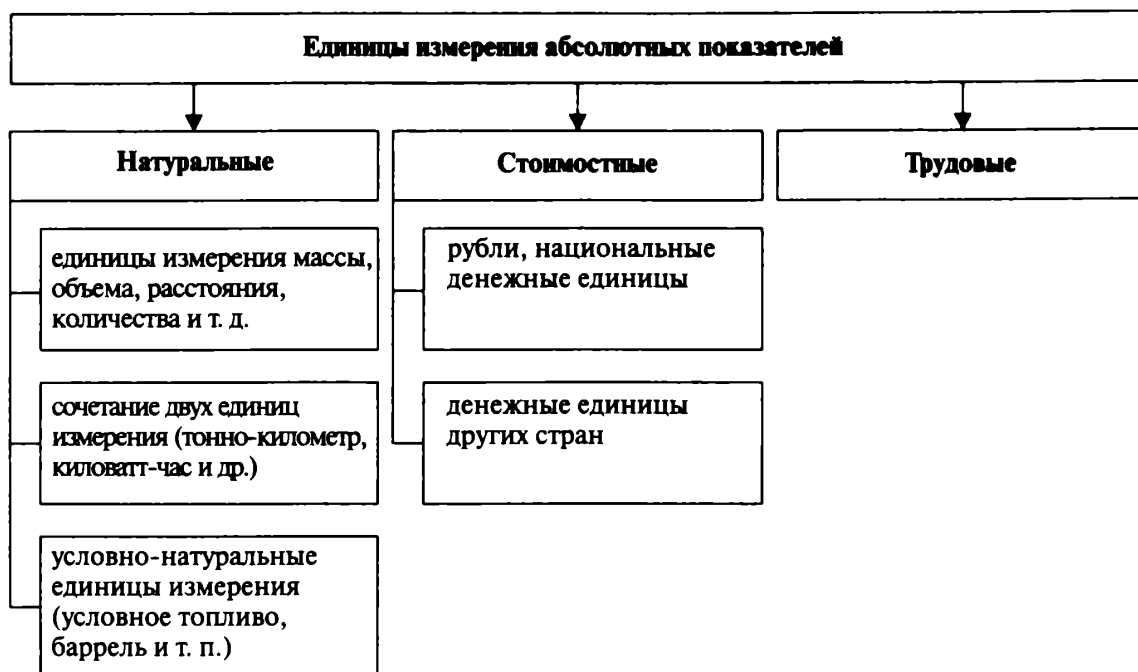 Единицы измерения абсолютных показателей
Натуральные
единицы измерения массы,
объема, расстояния,
количества и т. д.
сочетание двух единиц
измерения (тонно-километр,
киловатт-час и др.)
условно-натуральные
единицы измерения
(условное топливо,
баррель и т. п.)
Стоимостные
рубли, национальные
денежные единицы
денежные единицы
других стран
Трудовые